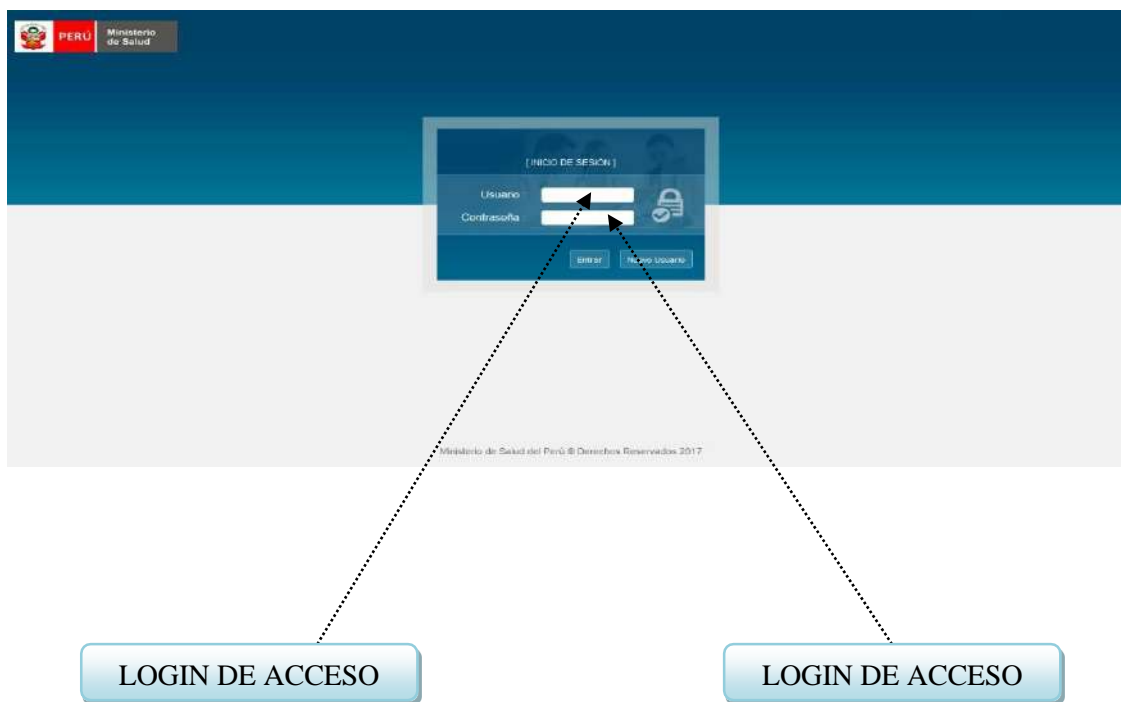 PERÚ
Ministerio
de Salud
[ INICIO DE SESIÓN ]
Usuario
Contraseña
Entrar
Nuevo Usuario
Ministerio de Salud del Perú ® Derechos Reservados 2017
LOGIN DE ACCESO
LOGIN DE ACCESO